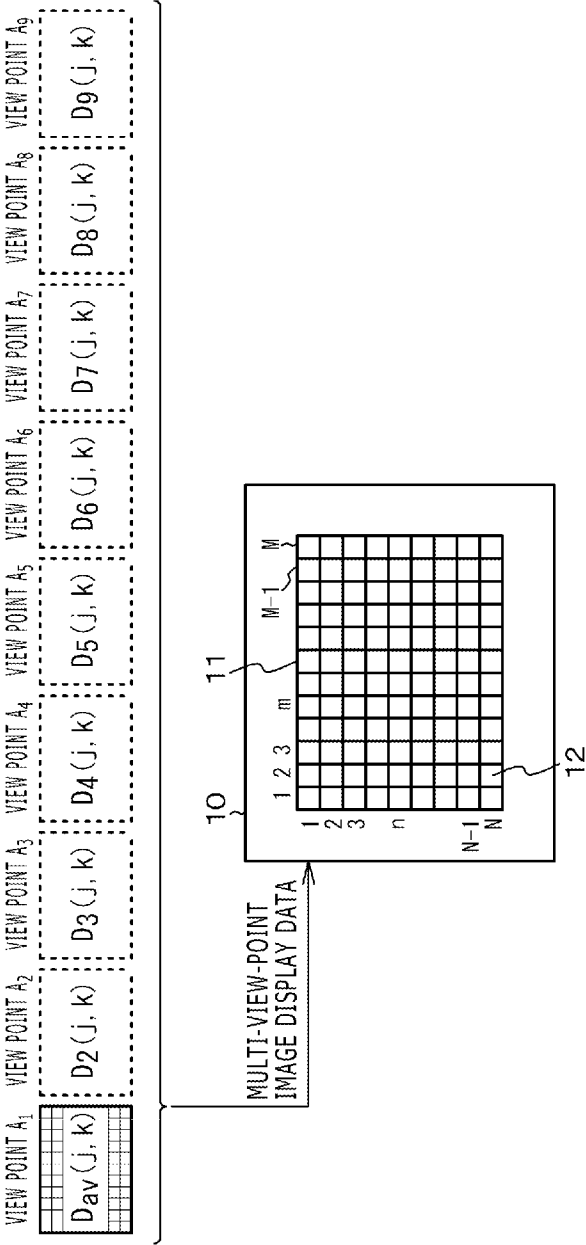 VIEW POINT A1 VIEW POINT A2 VIEW POINT A3 VIEW POINT A4 VIEW POINT A5 VIEW POINT A6 VIEW POINT A7 VIEW POINT A8 VIEW POINT A9
Dav(j, k) D2(j, k) D3(j, k) D4(j, k) D5(j, k) D6(j, k) D7(j, k) D8(j, k) D9(j, k)
MULTI-VIEW-POINT
IMAGE DISPLAY DATA
10
11
1 2 3 m M-1 M
1
2
3
n
N-1
N
12